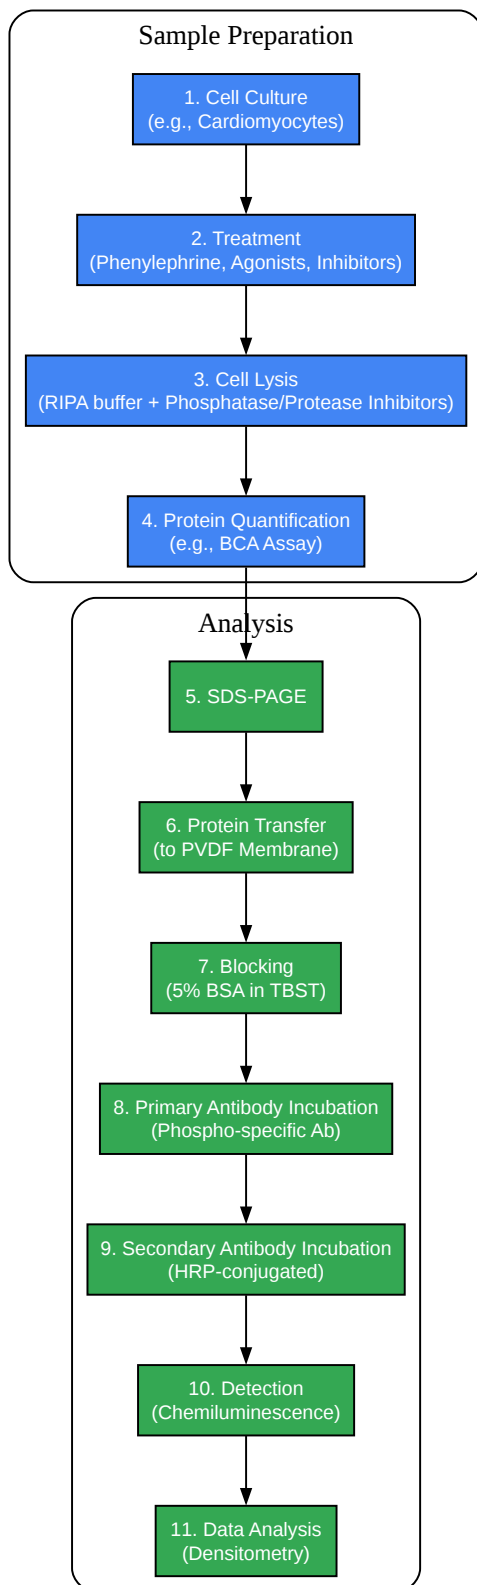 Sample Preparation
1. Cell Culture
(e.g., Cardiomyocytes)
2. Treatment
(Phenylephrine, Agonists, Inhibitors)
3. Cell Lysis
(RIPA buffer + Phosphatase/Protease Inhibitors)
4. Protein Quantification
(e.g., BCA Assay)
Analysis
5. SDS-PAGE
6. Protein Transfer
(to PVDF Membrane)
7. Blocking
(5% BSA in TBST)
8. Primary Antibody Incubation
(Phospho-specific Ab)
9. Secondary Antibody Incubation
(HRP-conjugated)
10. Detection
(Chemiluminescence)
11. Data Analysis
(Densitometry)